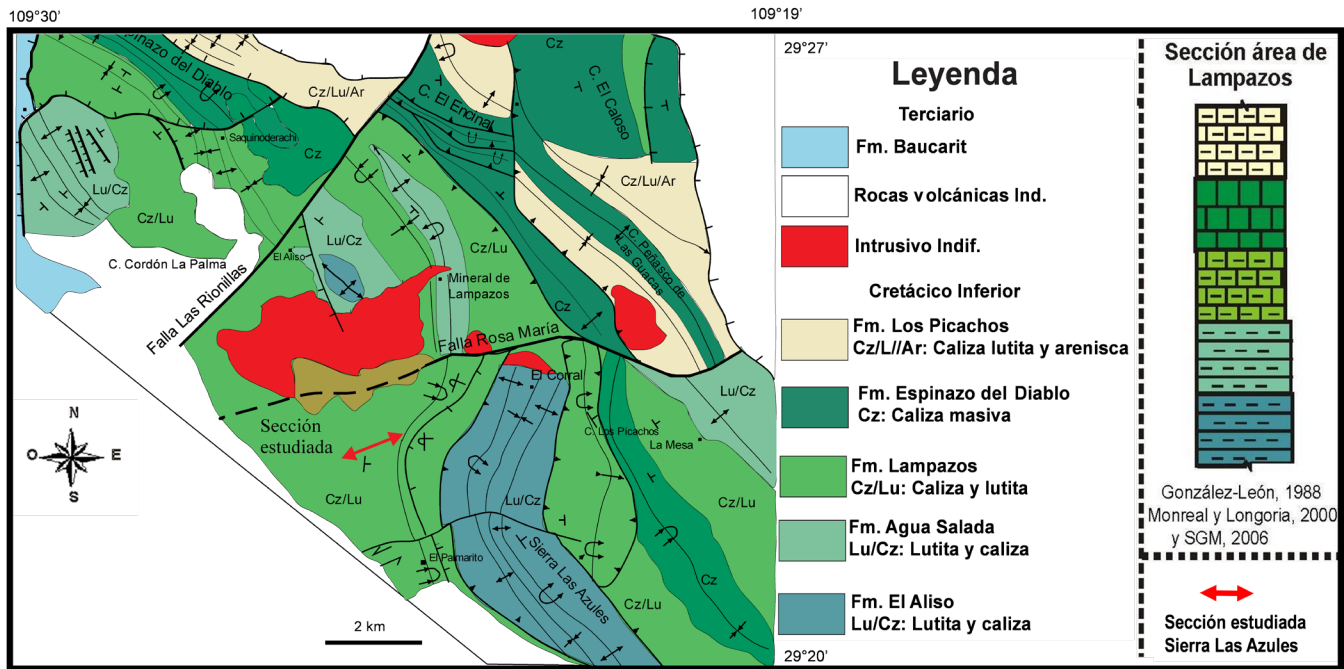 109°30'
109°19'
29°27'
29°20'
Espinazo del Diablo
Cz/Lu/Ar
Cz
C. El Encinal
C. El Caloso
Saquinoderachi
Cz
Lu/Cz
Cz/Lu
Cz/Lu/Ar
Lu/Cz
Cz/Lu
C. Peñasco de
Las Guacas
El Aliso
C. Cordón La Palma
Mineral de
Lampazos
Cz
Falla Las Rionillas
Falla Rosa María
El Corral
Lu/Cz
Sección
estudiada
C. Los Picachos
La Mesa
Cz/Lu
Lu/Cz
Cz/Lu
El Palmarito
Sierra Las Azules
Cz
Cz/Lu
2 km
N
O
E
S
Leyenda
Terciario
Fm. Baucarit
Rocas volcánicas Ind.
Intrusivo Indif.
Cretácico Inferior
Fm. Los Picachos
Cz/L//Ar: Caliza lutita y arenisca
Fm. Espinazo del Diablo
Cz: Caliza masiva
Fm. Lampazos
Cz/Lu: Caliza y lutita
Fm. Agua Salada
Lu/Cz: Lutita y caliza
Fm. El Aliso
Lu/Cz: Lutita y caliza
Sección área de
Lampazos
González-León, 1988
Monreal y Longoria, 2000
y SGM, 2006
Sección estudiada
Sierra Las Azules